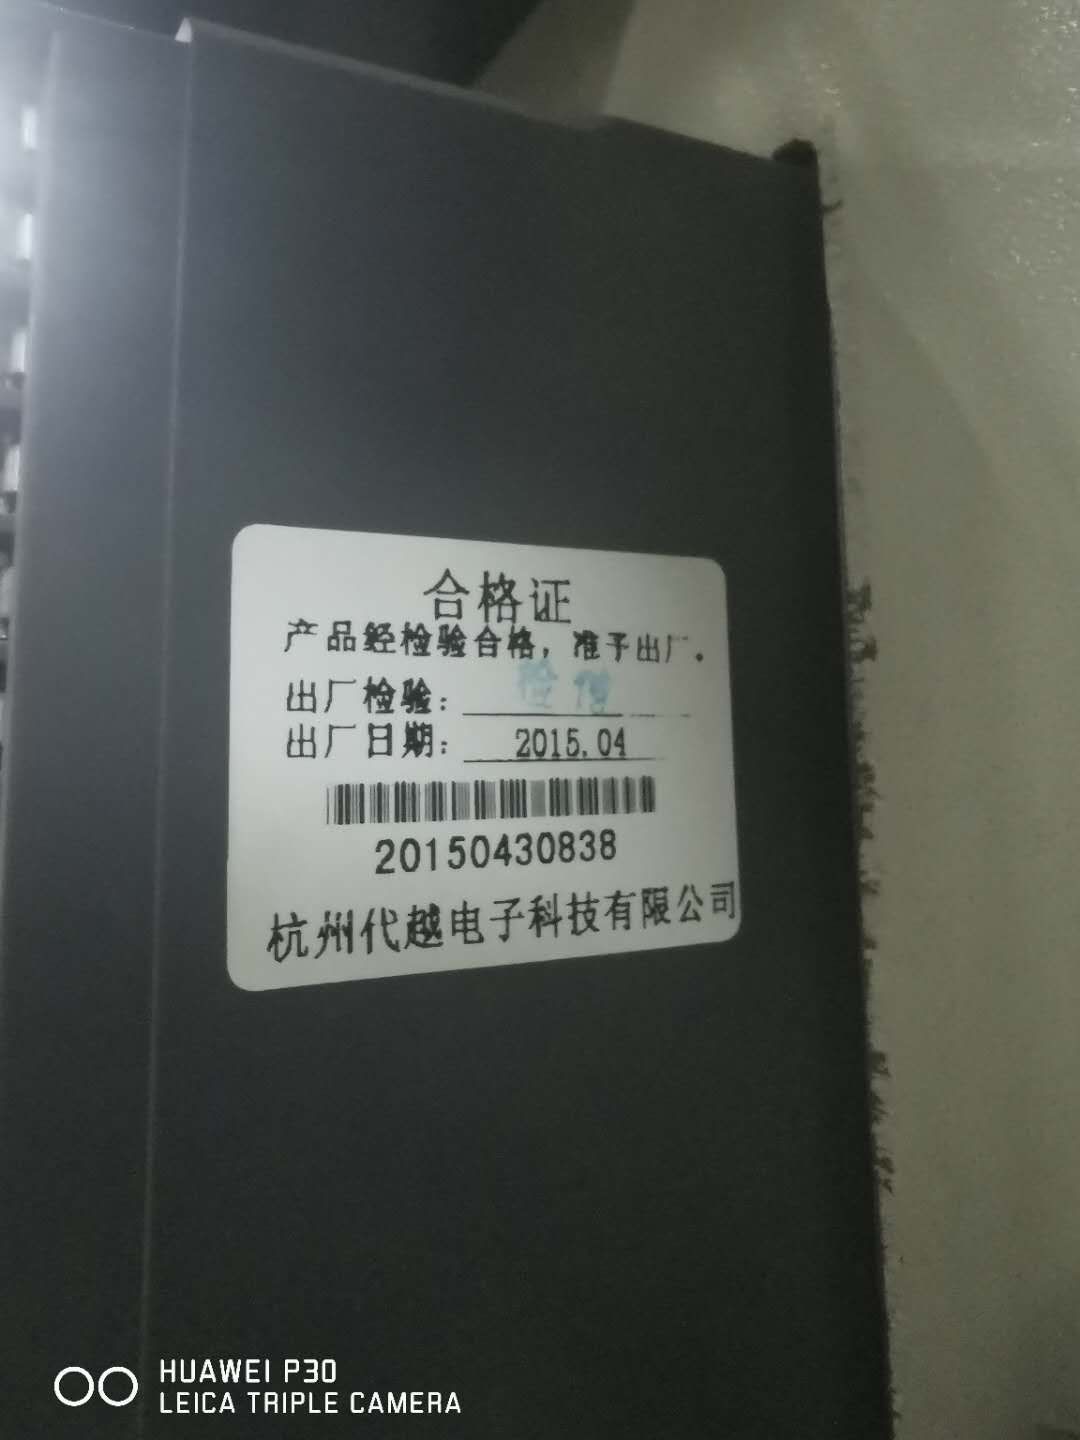 合格证
产品经检验合格，准予出厂。
出厂检验：
出厂日期： 2015.04
20150430838
杭州代越电子科技有限公司
HUAWEI P30
LEICA TRIPLE CAMERA